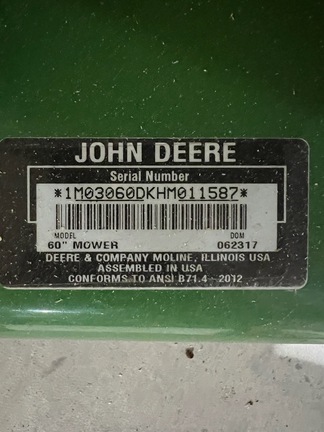 JOHN DEERE
Serial Number
*1M03060DKHM011587*
MODEL DOM
60" MOWER 062317
DEERE & COMPANY MOLINE, ILLINOIS USA
ASSEMBLED IN USA
CONFORMS TO ANSI B71.4 - 2012